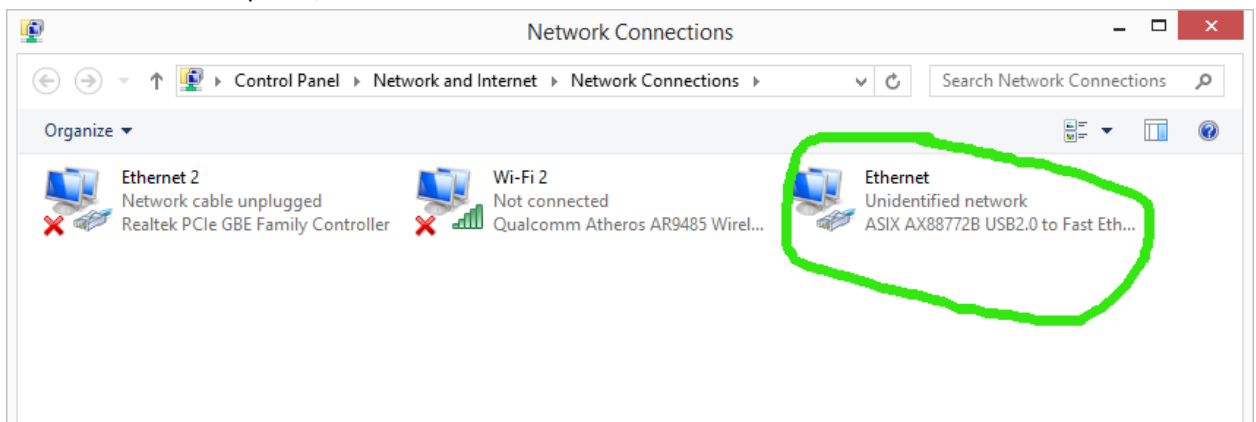 Network Connections
Control Panel Network and Internet Network Connections
Search Network Connections
Organize
Ethernet 2
Network cable unplugged
Realtek PCIe GBE Family Controller
Wi-Fi 2
Not connected
Qualcomm Atheros AR9485 Wirel...
Ethernet
Unidentified network
ASIX AX88772B USB2.0 to Fast Eth...